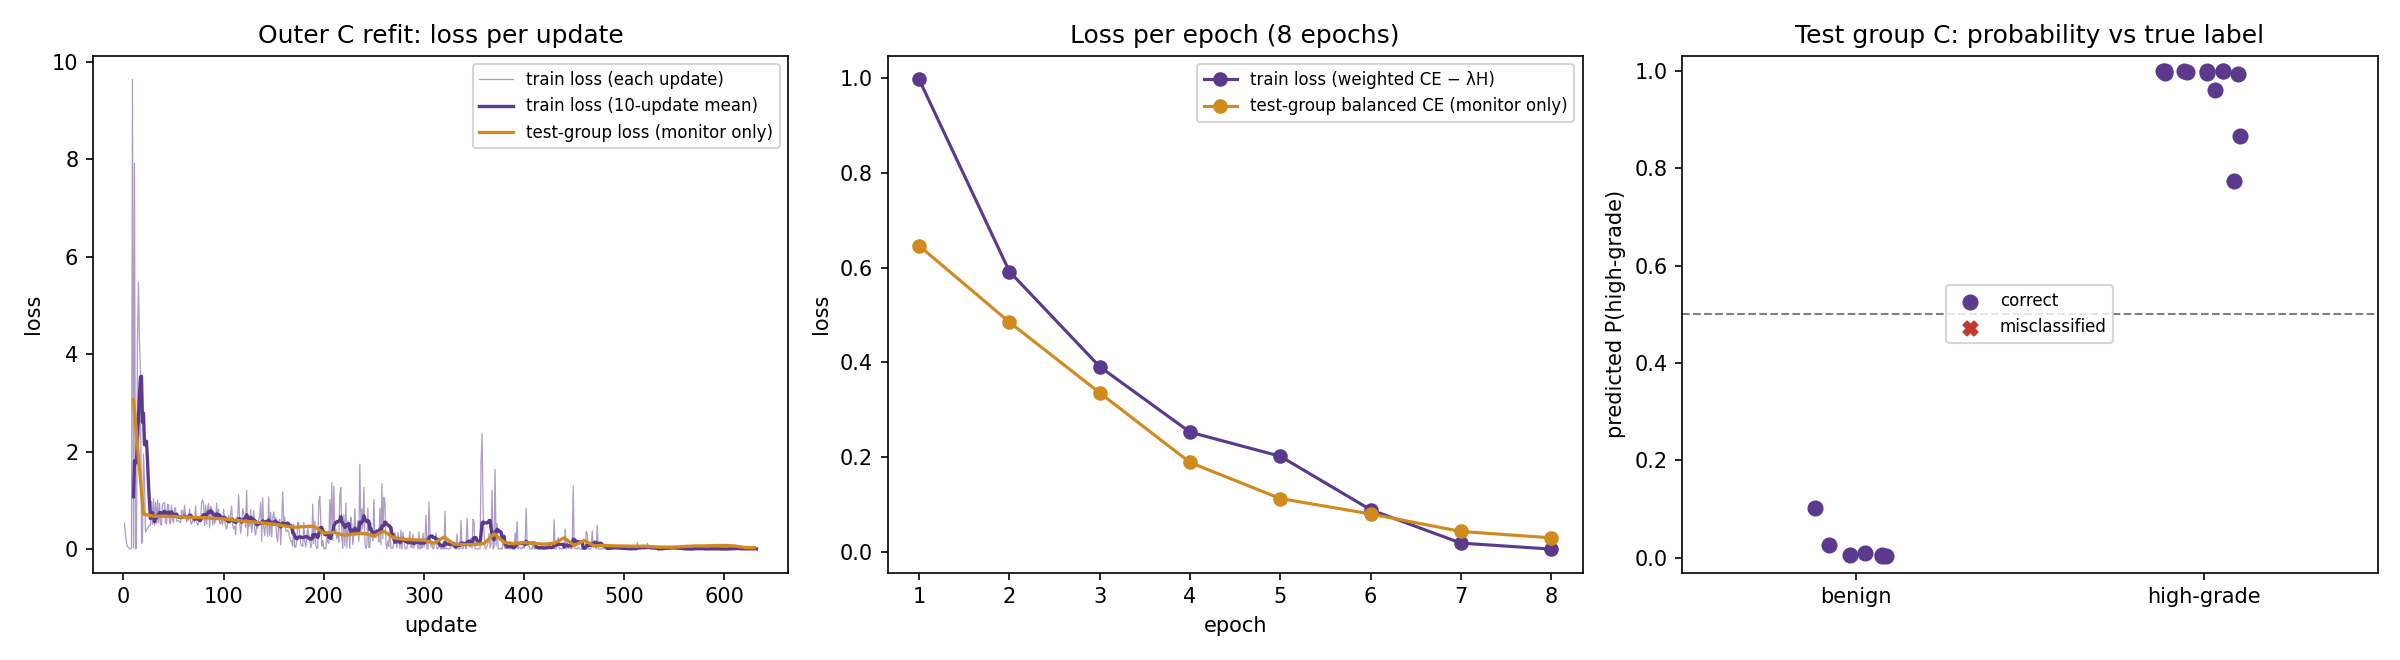 Outer C refit: loss per update
10
8
6
4
2
0
loss
train loss (each update)
train loss (10-update mean)
test-group loss (monitor only)
0 100 200 300 400 500 600
update
Loss per epoch (8 epochs)
1.0
0.8
0.6
0.4
0.2
0.0
loss
train loss (weighted CE − λH)
test-group balanced CE (monitor only)
1 2 3 4 5 6 7 8
epoch
Test group C: probability vs true label
1.0
0.8
0.6
0.4
0.2
0.0
predicted P(high-grade)
correct
misclassified
benign high-grade